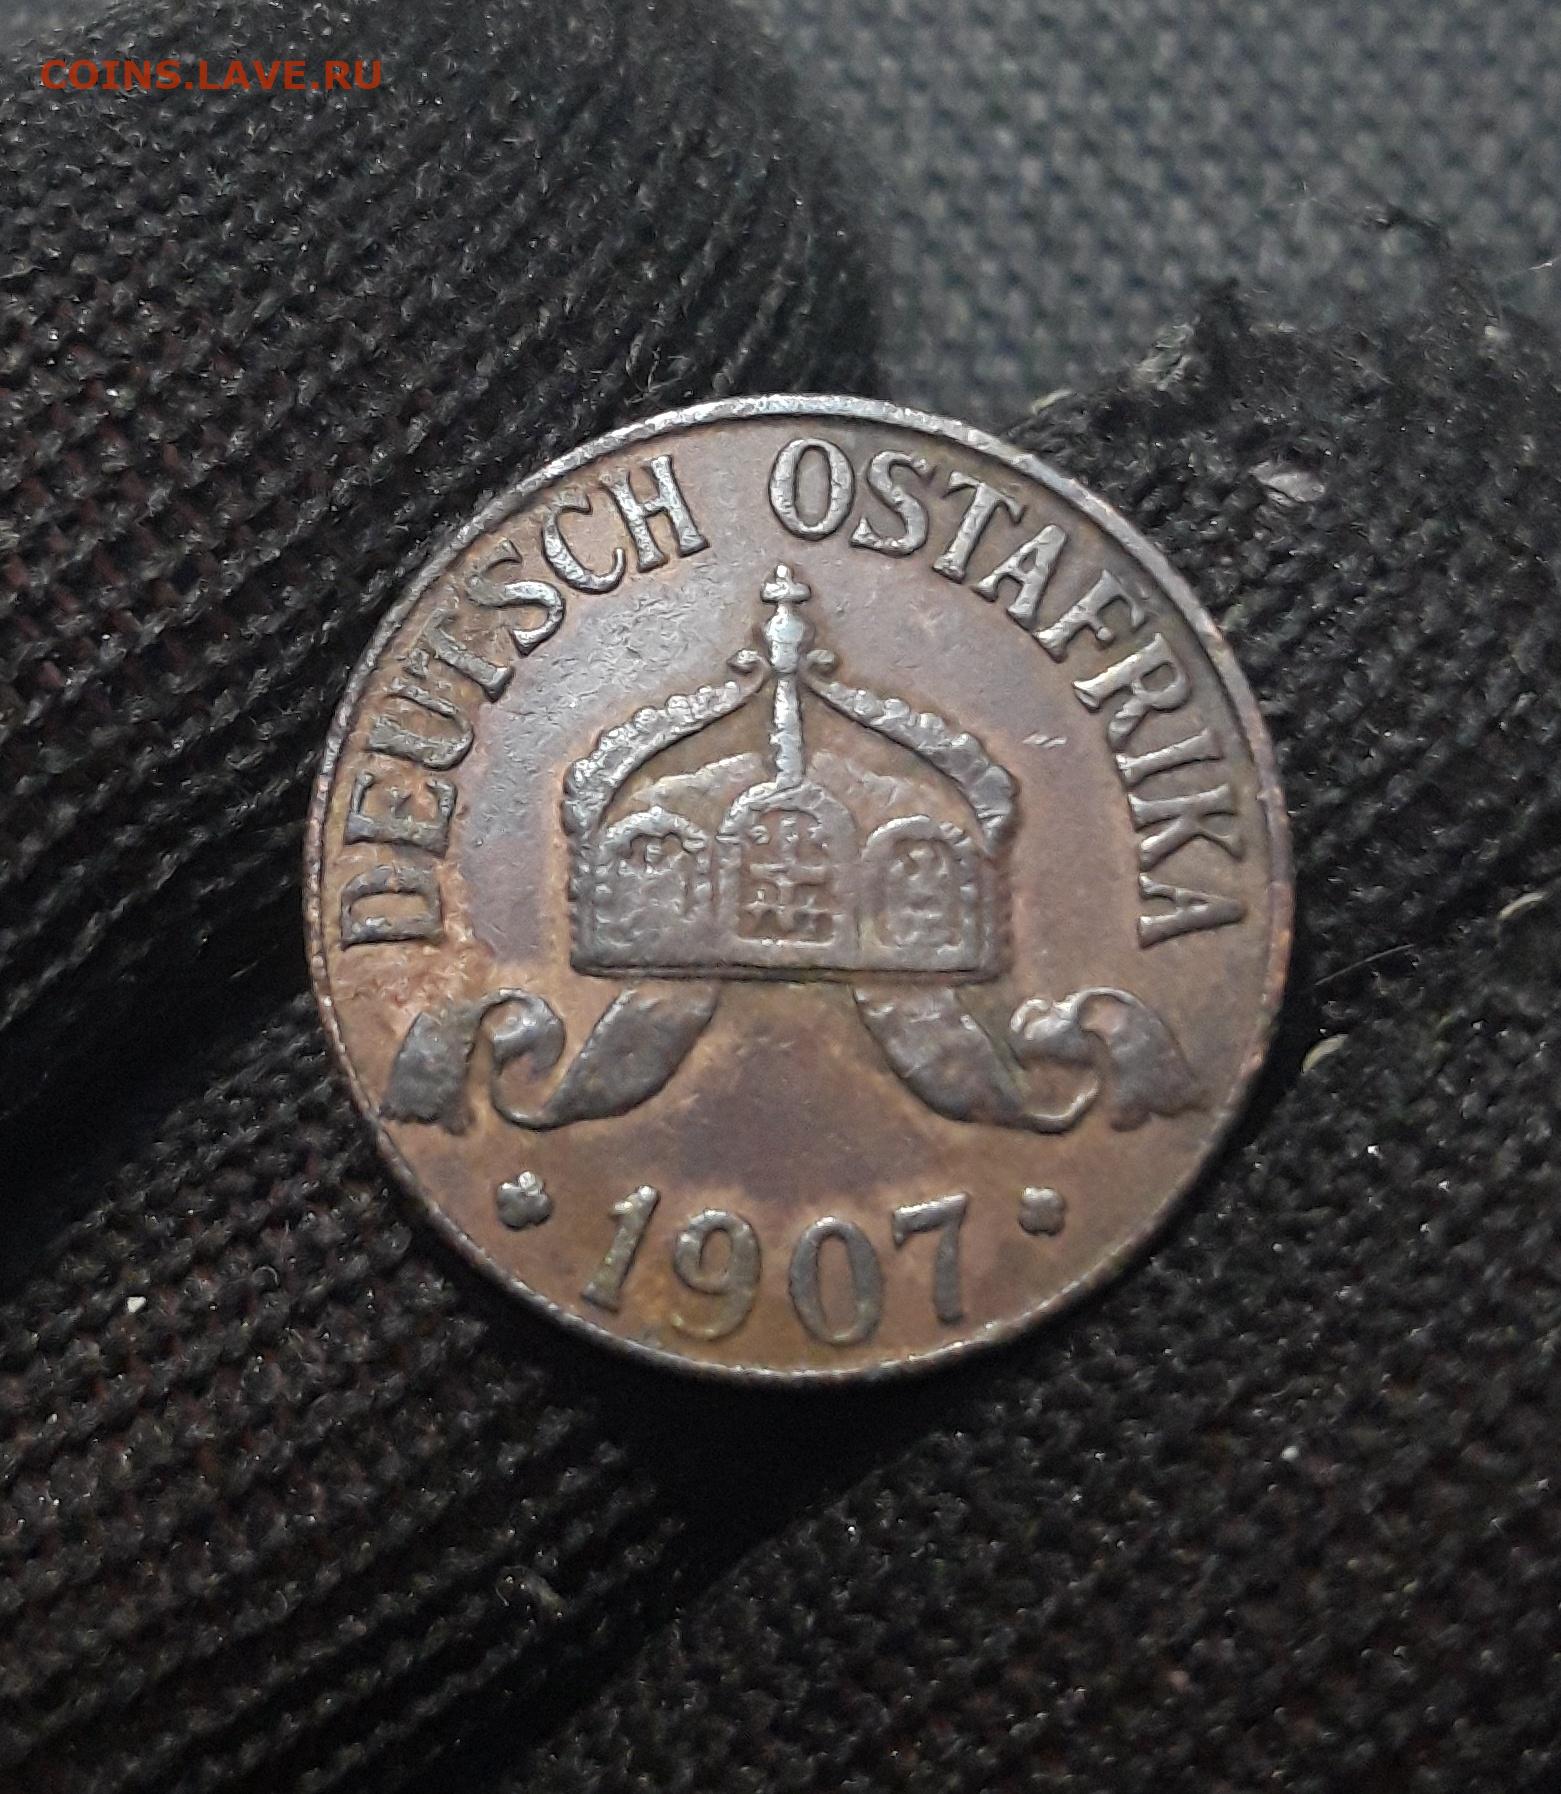 COINS.LAVE.RU
DEUTSCH OSTAFRIKA
1907